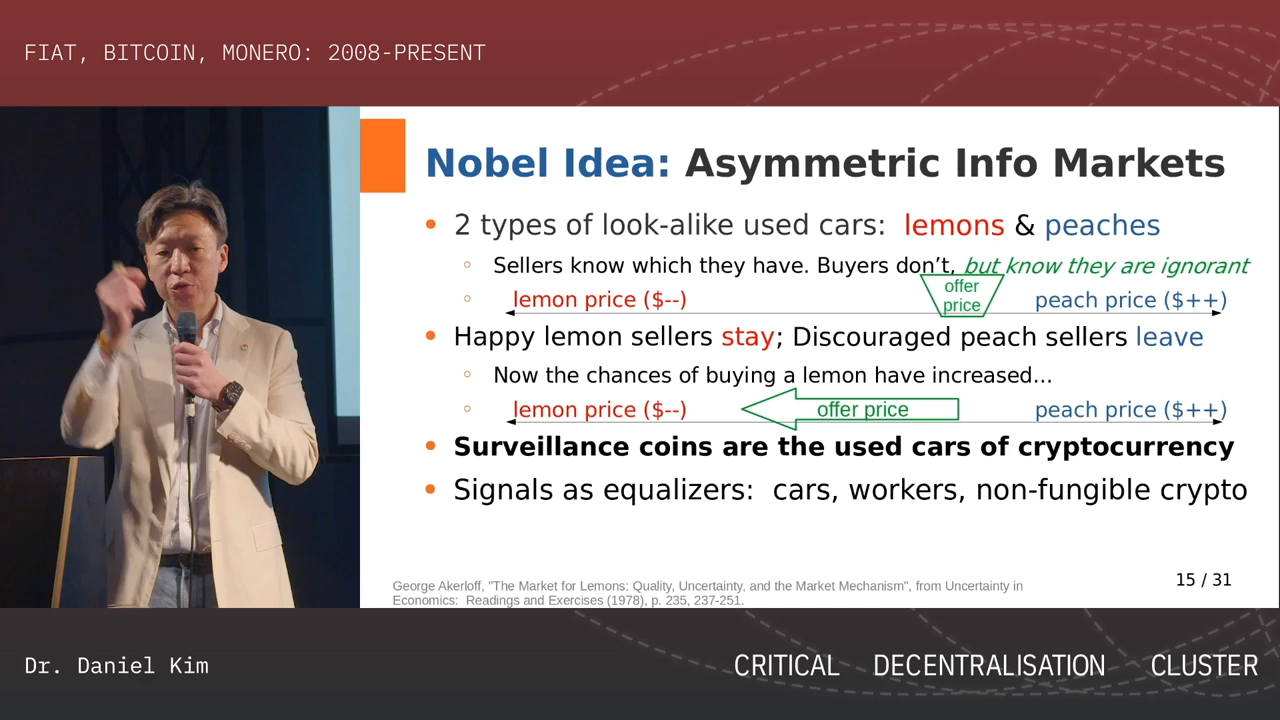 FIAT, BITCOIN, MONERO: 2008-PRESENT
Nobel Idea: Asymmetric Info Markets
2 types of look-alike used cars: lemons & peaches
Sellers know which they have. Buyers don’t, but know they are ignorant
offer
price
lemon price ($--)
peach price ($++)
Happy lemon sellers stay; Discouraged peach sellers leave
Now the chances of buying a lemon have increased...
lemon price ($--)
offer price
peach price ($++)
Surveillance coins are the used cars of cryptocurrency
Signals as equalizers: cars, workers, non-fungible crypto
George Akerloff, "The Market for Lemons: Quality, Uncertainty, and the Market Mechanism", from Uncertainty in
Economics: Readings and Exercises (1978), p. 235, 237-251.
15 / 31
Dr. Daniel Kim
CRITICAL DECENTRALISATION CLUSTER